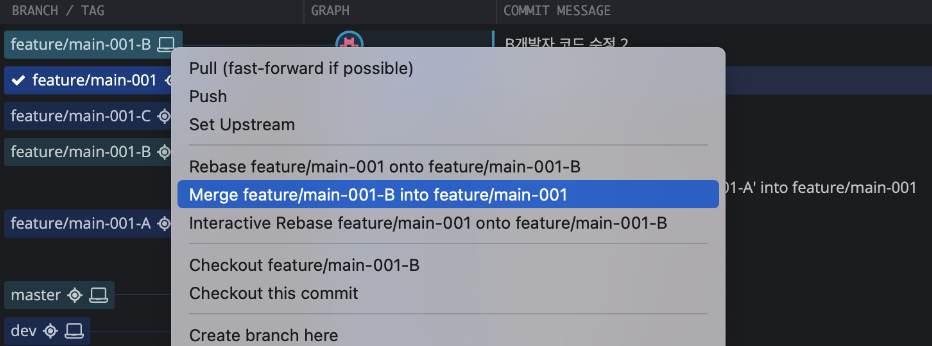 BRANCH / TAG
GRAPH
COMMIT MESSAGE
feature/main-001-B
B개발자 코드 수정 2
feature/main-001
feature/main-001-C
feature/main-001-B
01-A' into feature/main-001
feature/main-001-A
master
dev
Pull (fast-forward if possible)
Push
Set Upstream
Rebase feature/main-001 onto feature/main-001-B
Merge feature/main-001-B into feature/main-001
Interactive Rebase feature/main-001 onto feature/main-001-B
Checkout feature/main-001-B
Checkout this commit
Create branch here